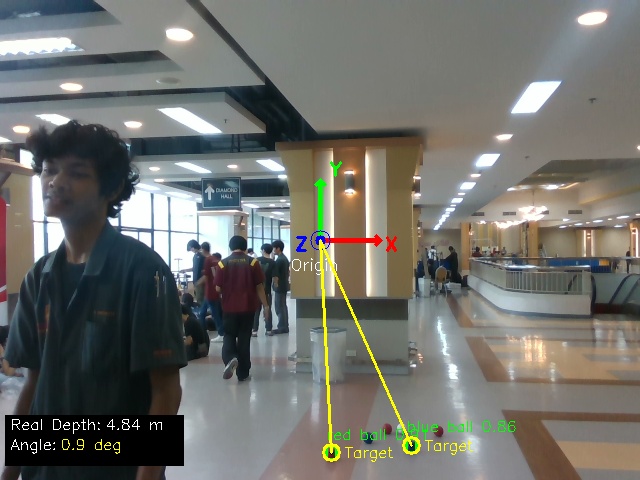 DIAMOND
HALL
Y
Z
X
Origin
ed ball 0.
blue ball 0.86
Target
Target
Real Depth: 4.84 m
Angle: 0.9 deg